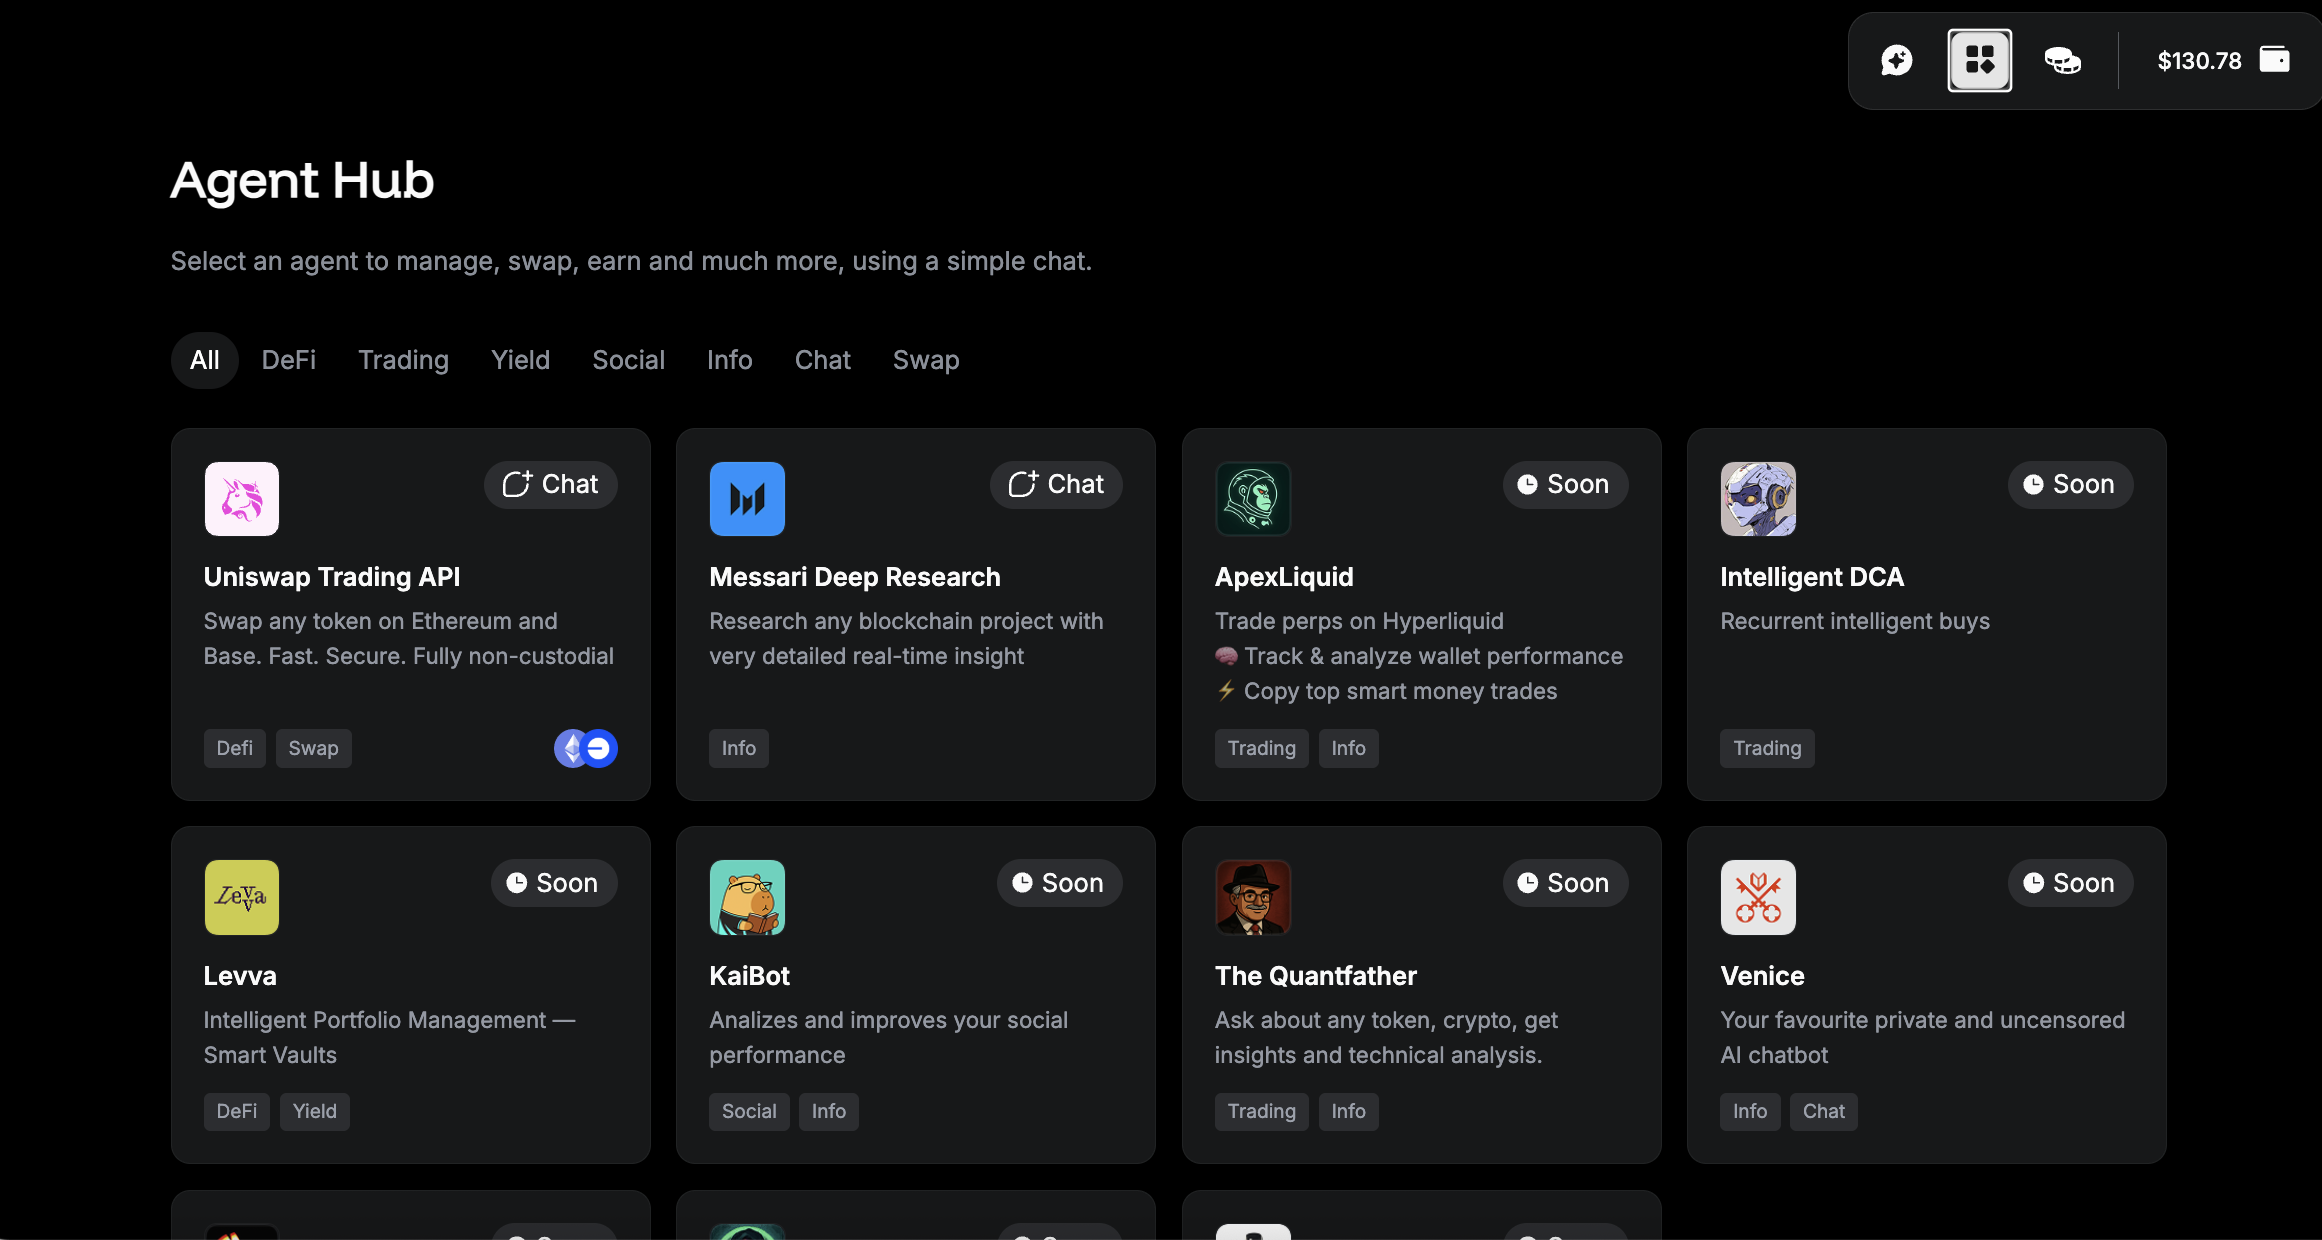 $130.78
Agent Hub
Select an agent to manage, swap, earn and much more, using a simple chat.
All DeFi Trading Yield Social Info Chat Swap
Chat
Uniswap Trading API
Swap any token on Ethereum and
Base. Fast. Secure. Fully non-custodial
Defi Swap
Chat
Messari Deep Research
Research any blockchain project with
very detailed real-time insight
Info
Soon
ApexLiquid
Trade perps on Hyperliquid
🧠 Track & analyze wallet performance
⚡ Copy top smart money trades
Trading Info
Soon
Intelligent DCA
Recurrent intelligent buys
Trading
Levva
Soon
Levva
Intelligent Portfolio Management —
Smart Vaults
DeFi Yield
Soon
KaiBot
Analizes and improves your social
performance
Social Info
Soon
The Quantfather
Ask about any token, crypto, get
insights and technical analysis.
Trading Info
Soon
Venice
Your favourite private and uncensored
AI chatbot
Info Chat